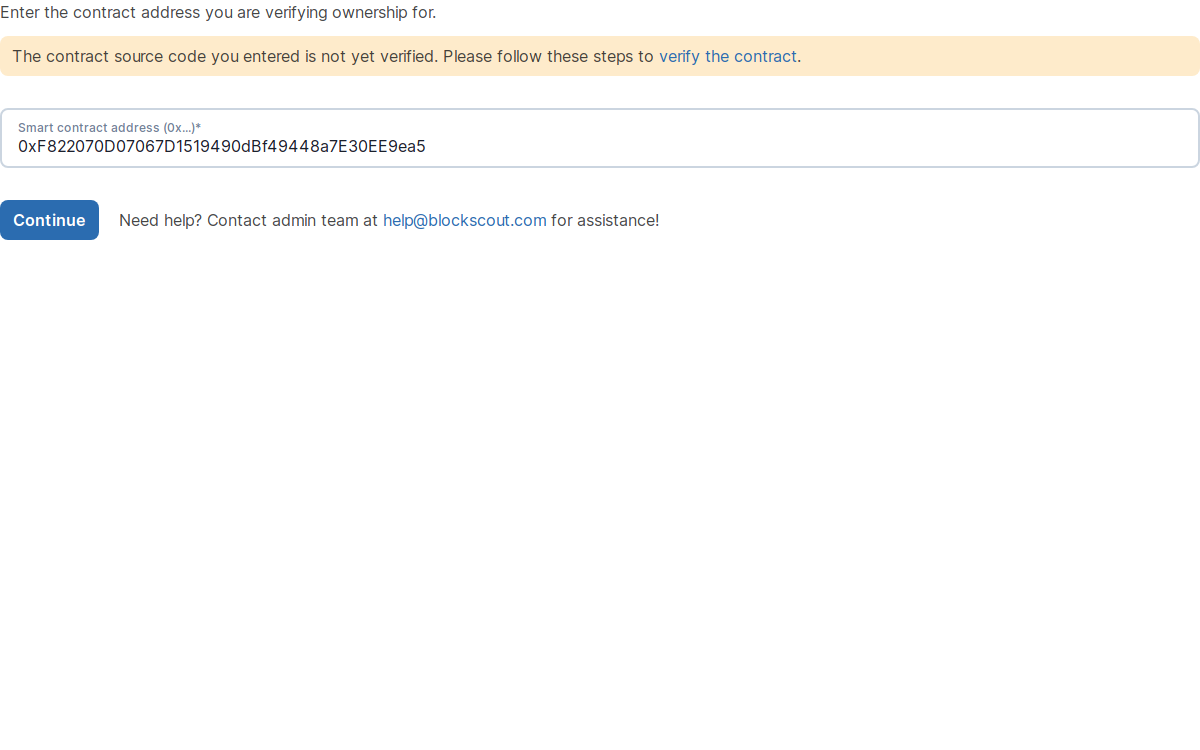 Enter the contract address you are verifying ownership for.
The contract source code you entered is not yet verified. Please follow these steps to verify the contract.
Smart contract address (0x...)*
0xF822070D07067D1519490dBf49448a7E30EE9ea5
Continue
Need help? Contact admin team at help@blockscout.com for assistance!